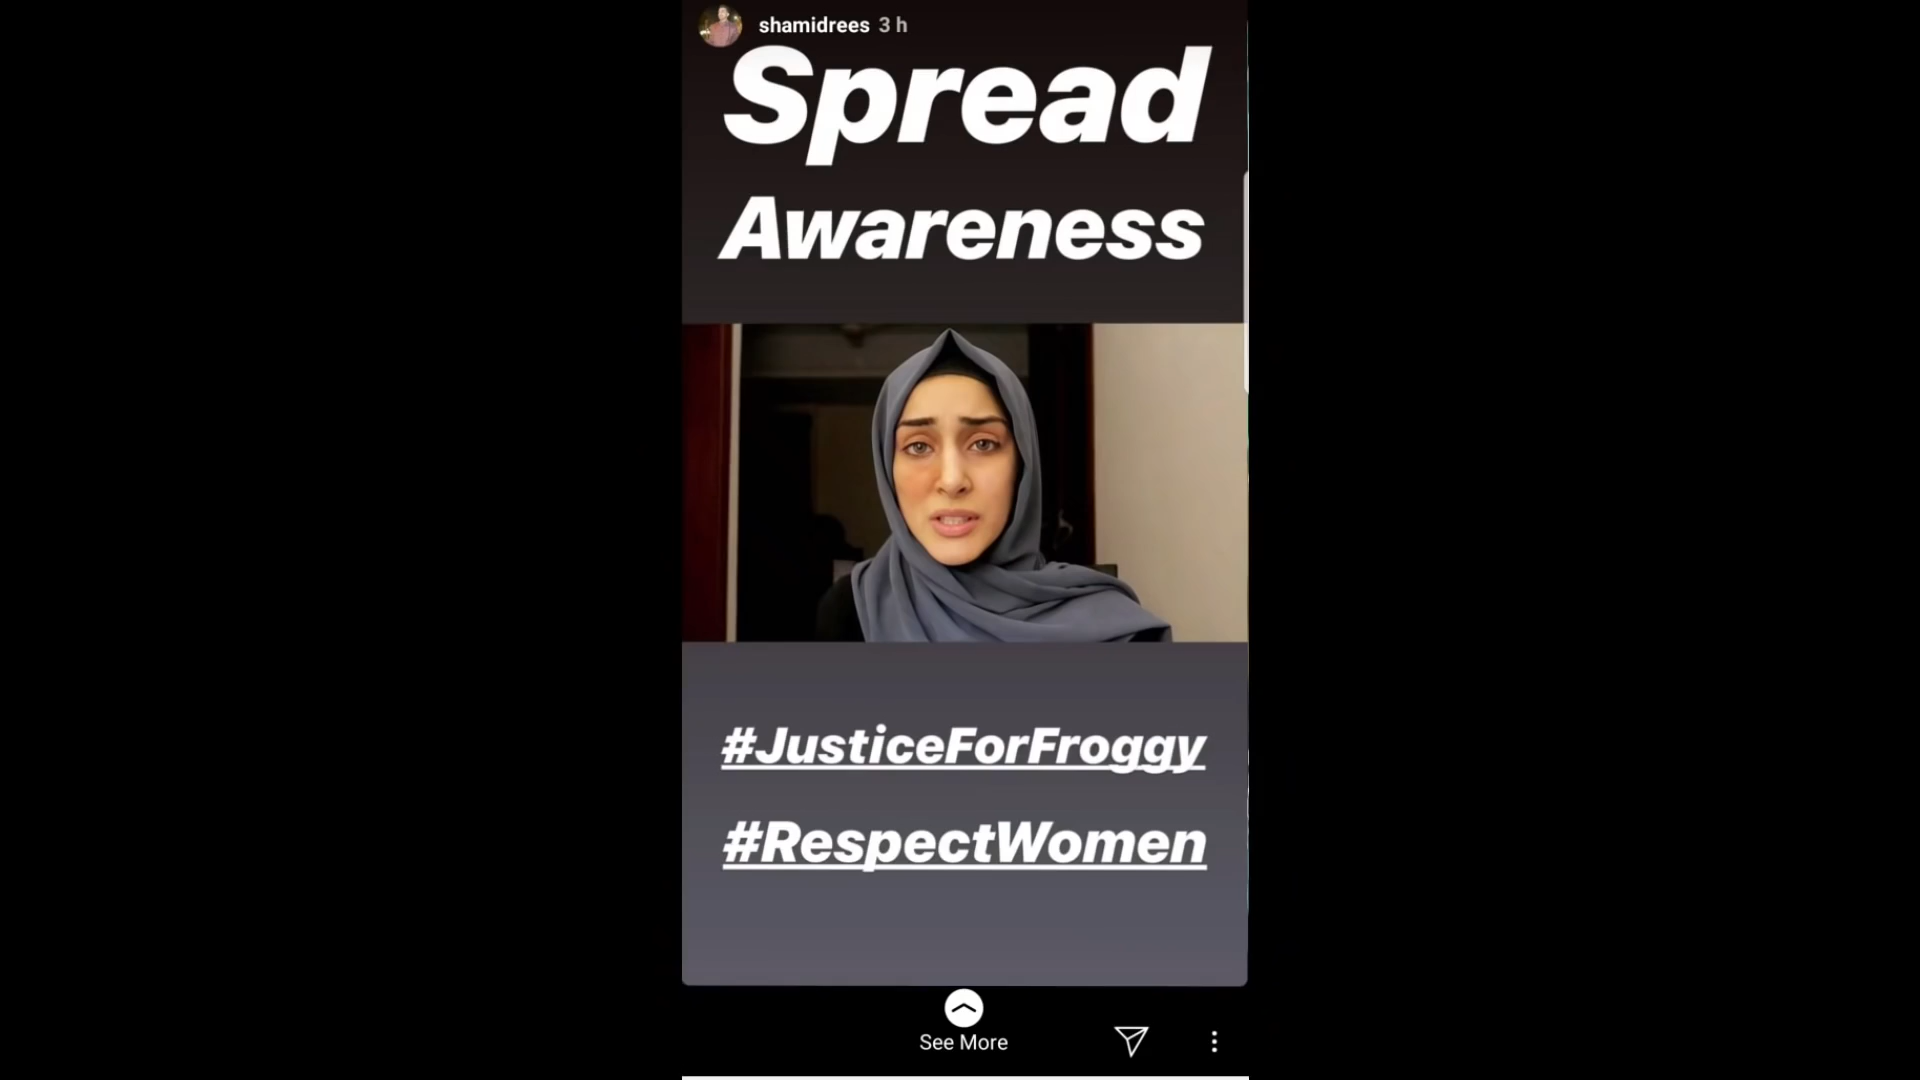 shamidrees 3 h
Spread
Awareness
#JusticeForFroggy
#RespectWomen
See More